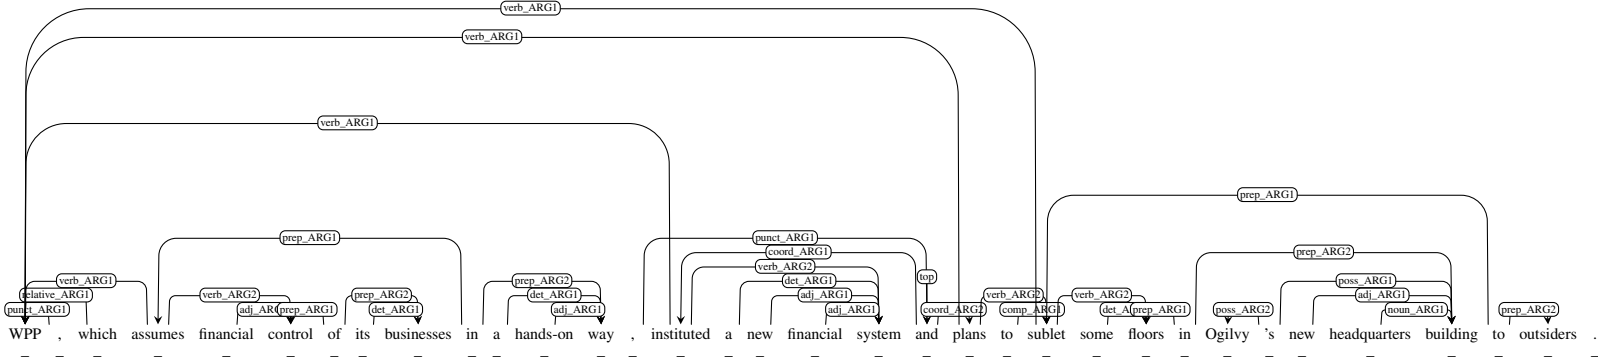 verb_ARG1
verb_ARG1
verb_ARG1
prep_ARG1
prep_ARG1 punct_ARG1
coord_ARG1 prep_ARG2
verb_ARG2 top
verb_ARG1 prep_ARG2 det_ARG1 poss_ARG1
relative_ARG1 verb_ARG2 prep_ARG2 det_ARG1 adj_ARG1 verb_ARG2 verb_ARG2 adj_ARG1
punct_ARG1 prep_ARG1 det_ARG1 adj_ARG1 adj_ARG1 coord_ARG2 comp_ARG1 prep_ARG1 poss_ARG2 noun_ARG1 prep_ARG2
WPP , which assumes financial control of its businesses in a hands-on way , instituted a new financial system and plans to sublet some floors in Ogilvy 's new headquarters building to outsiders .
_ _ _ _ _ _ _ _ _ _ _ _ _ _ _ _ _ _ _ _ _ _ _ _ _ _ _ _ _ _ _ _ _ _